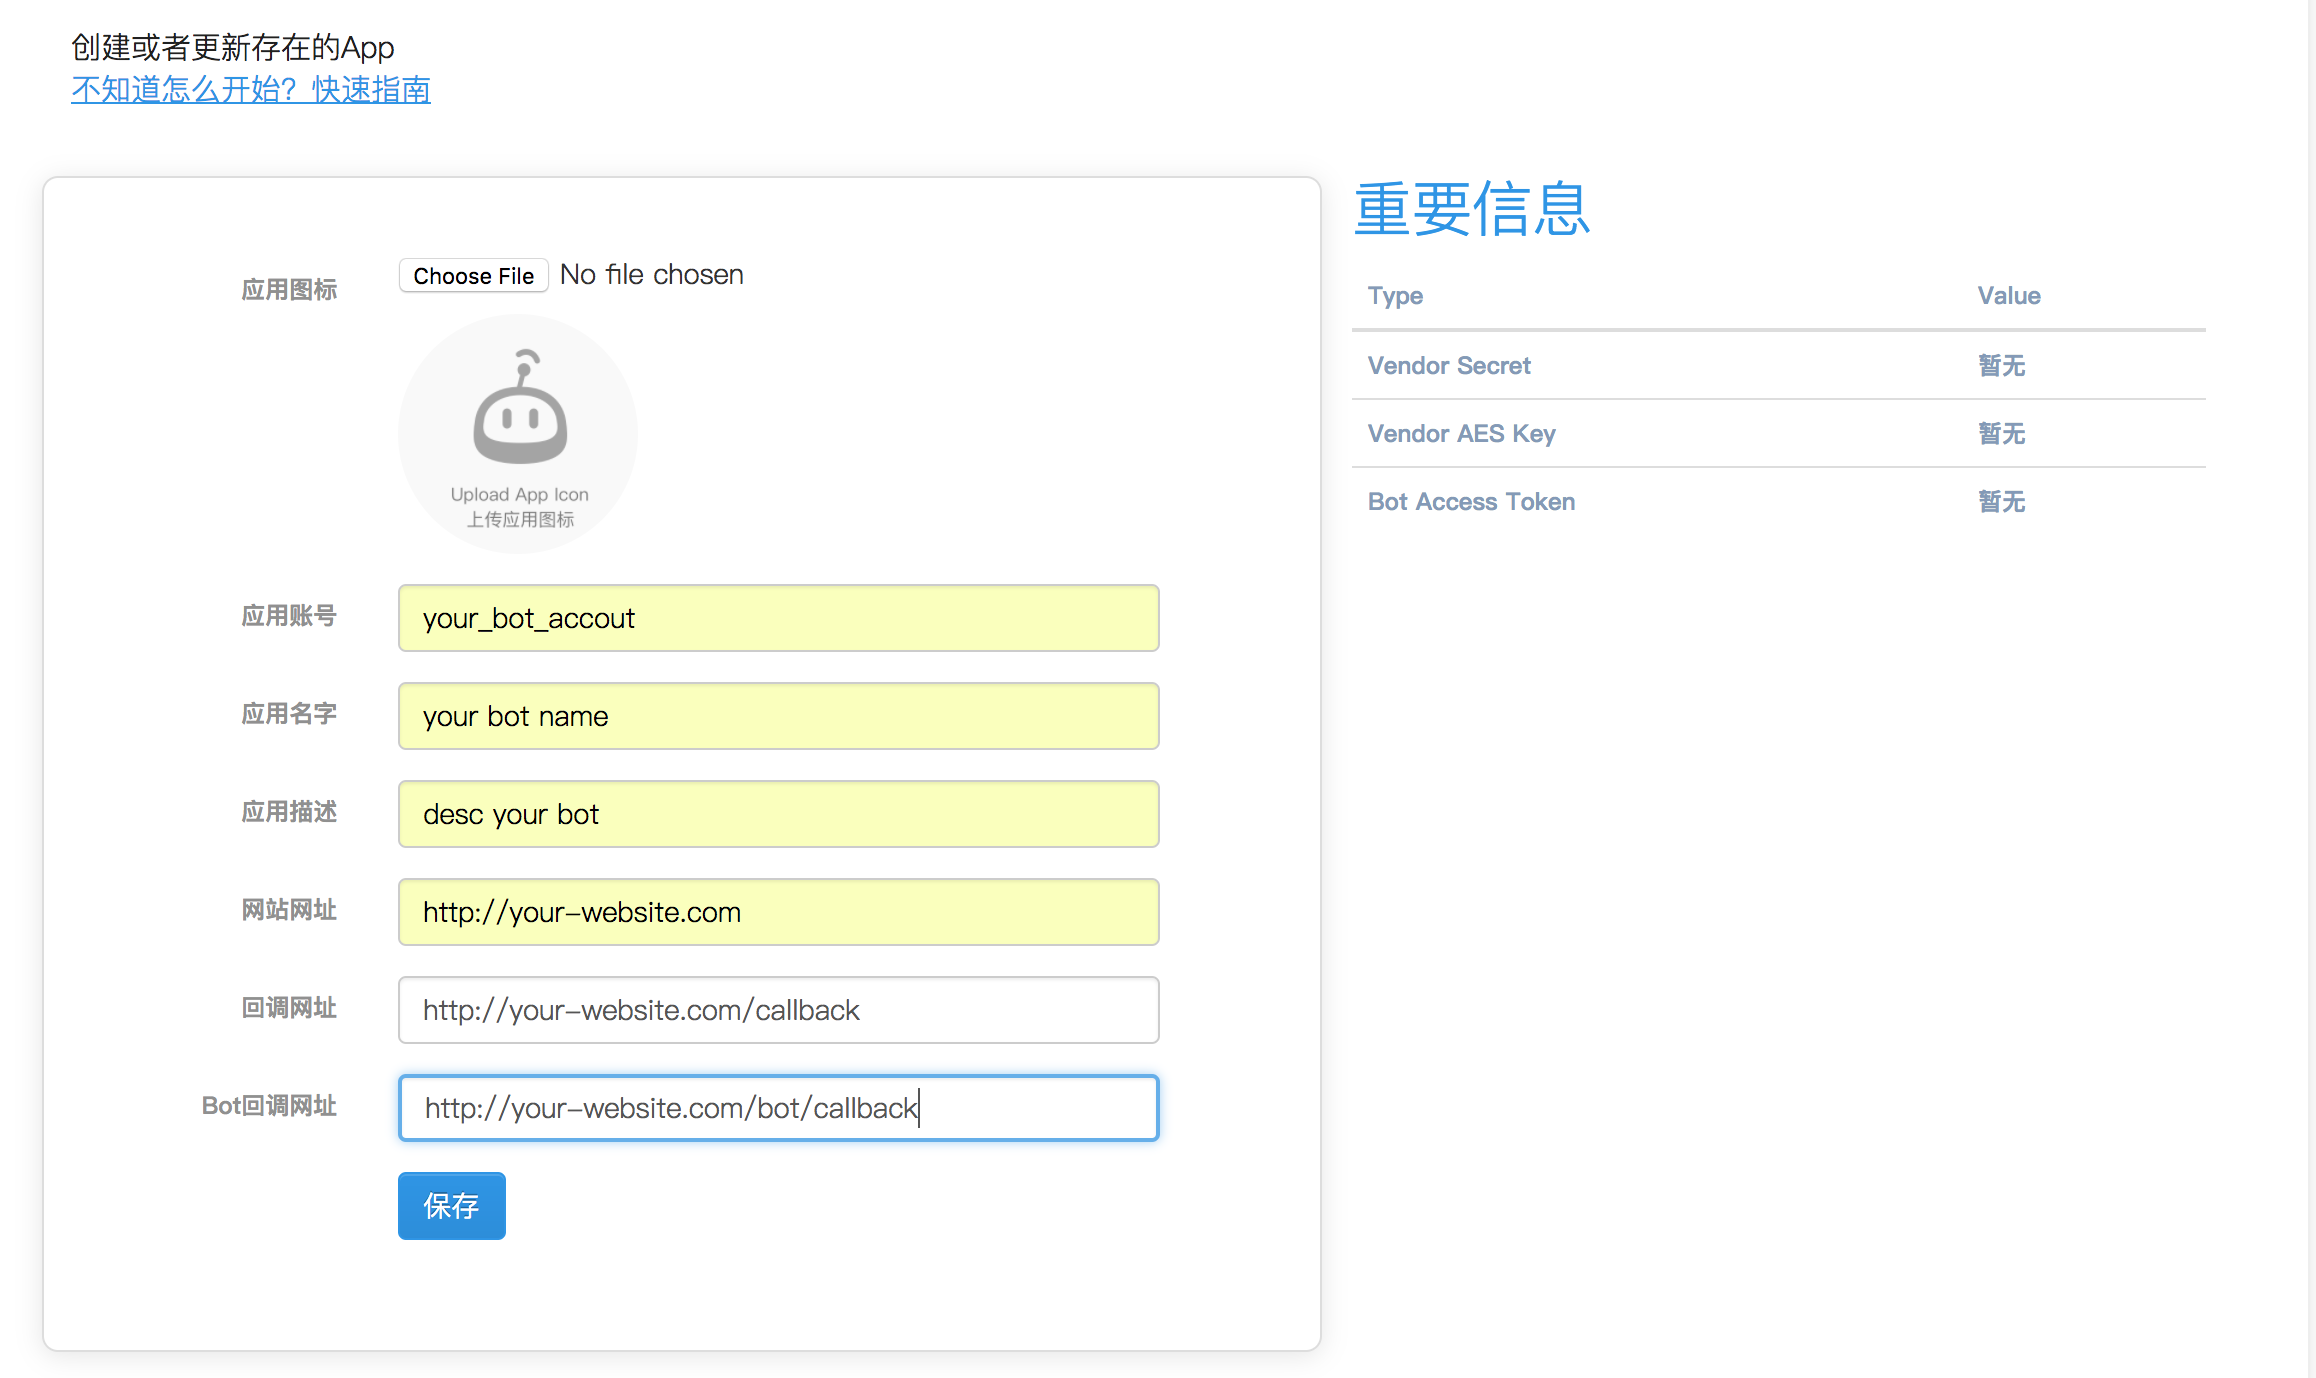 创建或者更新存在的App
不知道怎么开始？快速指南
应用图标
Choose File No file chosen
Upload App Icon
上传应用图标
应用账号
your_bot_accout
应用名字
your bot name
应用描述
desc your bot
网站网址
http://your-website.com
回调网址
http://your-website.com/callback
Bot回调网址
http://your-website.com/bot/callback
保存
重要信息
Type Value
Vendor Secret 暂无
Vendor AES Key 暂无
Bot Access Token 暂无